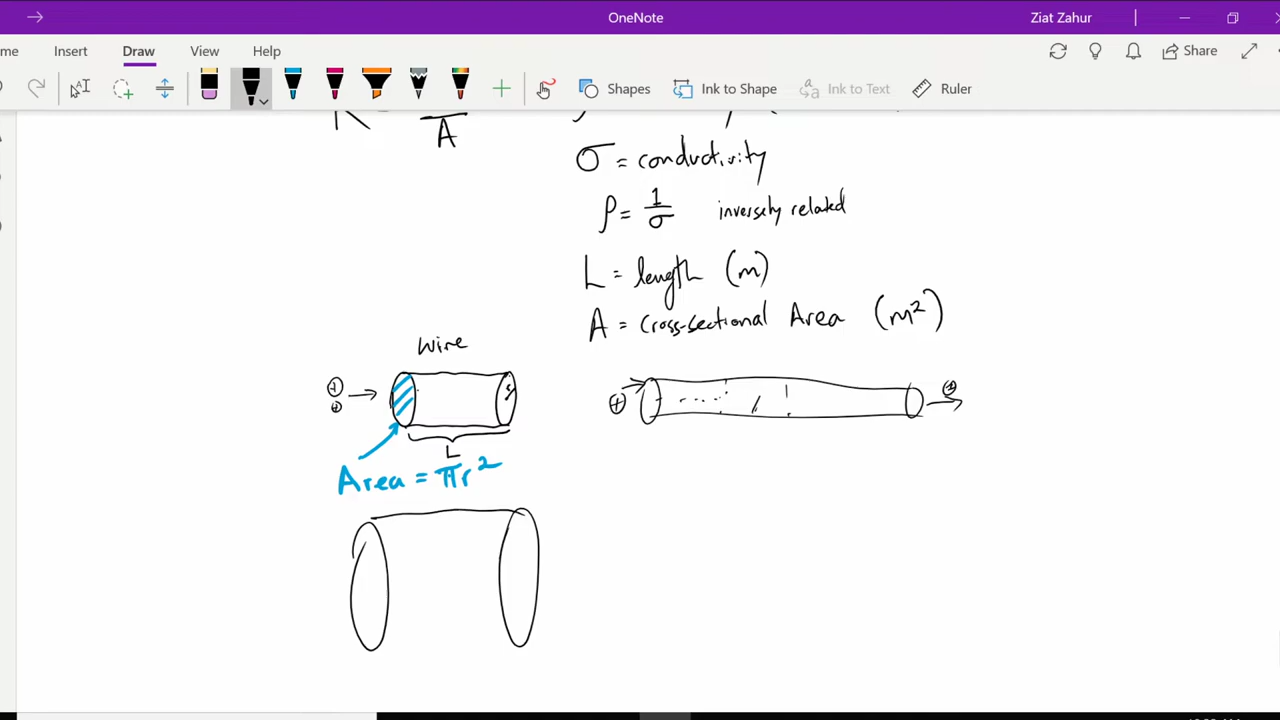 OneNote
Ziat Zahur
Insert Draw View Help
Share
Shapes Ink to Shape Ink to Text Ruler
A
σ = conductivity
ρ = 1/σ inversely related
L = length (m)
A = cross-sectional Area (m²)
wire
L
Area = πr²